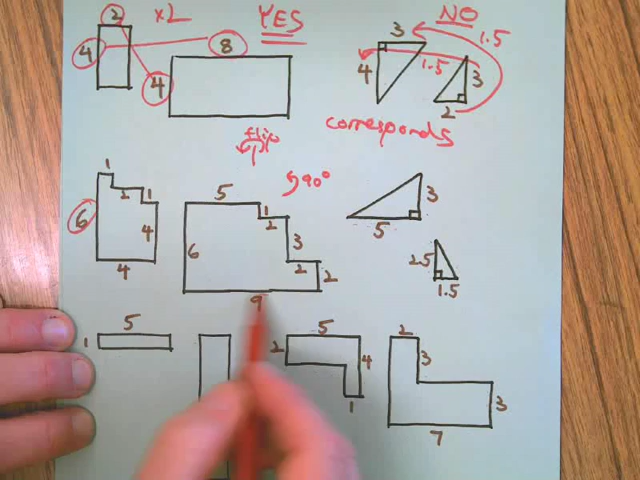 2 ×2 YES NO
4 8 3 1.5
4 4 1.5 3
2
corresponds
flip
90°
1 5 3
2 1 1
6 4 6 2 3 5
4 2 2 2.5
9 1.5
5 5 2
1 2 4 3
1 3
7